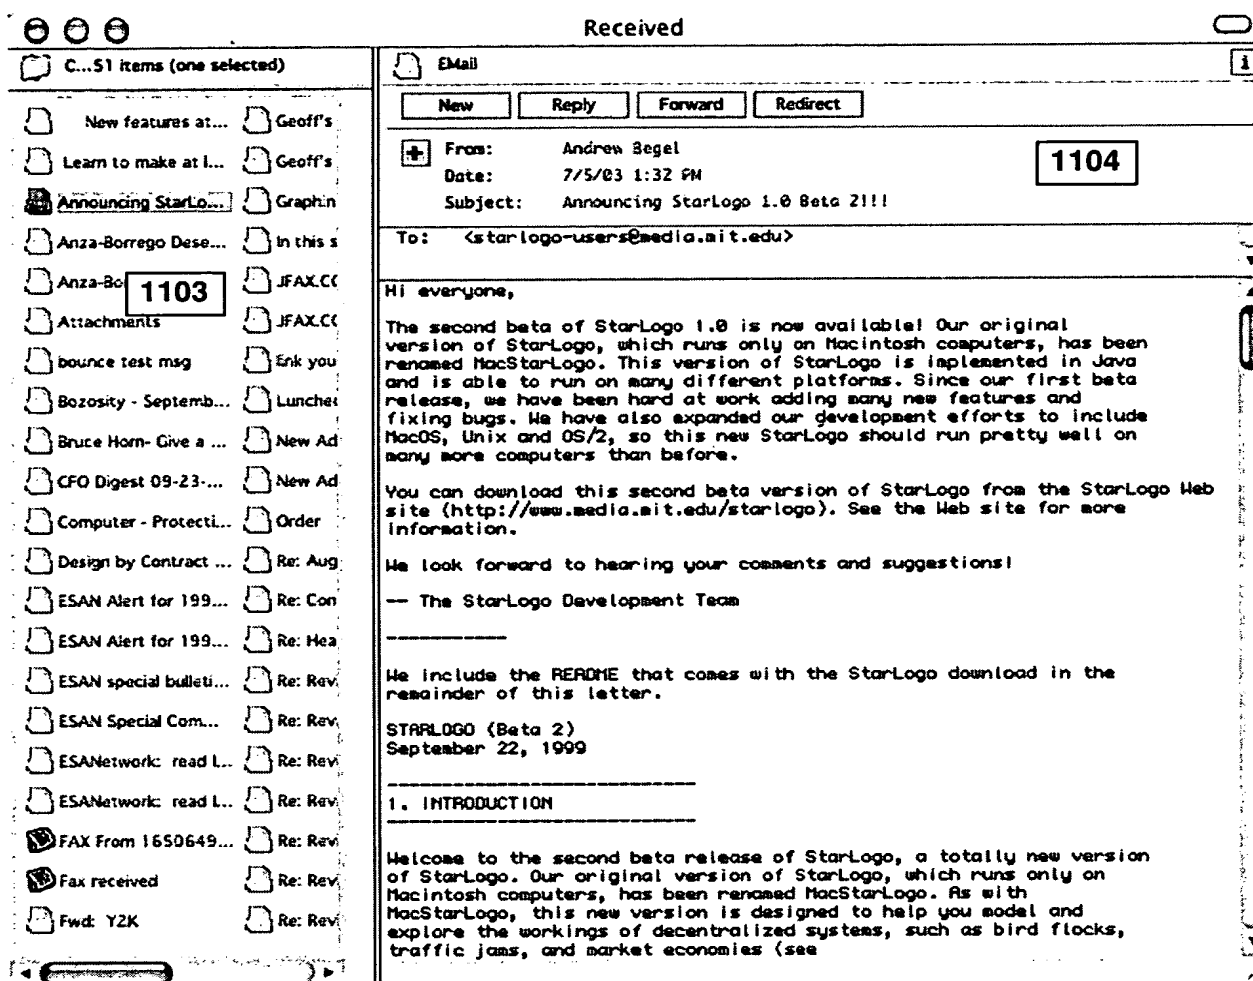 Received
C...51 items (one selected)
New features at...
Geoff's
Learn to make at l...
Geoff's
Announcing StarLo...
Graphin
Anza-Borrego Dese...
In this s
Anza-Bo
JFAX.C
1103
Attachments
JFAX.C
bounce test msg
Enk you
Bozosity - Septemb...
Lunche
Bruce Horn- Give a ...
New Ad
CFO Digest 09-23-...
New Ad
Computer - Protecti...
Order
Design by Contract ...
Re: Aug
ESAN Alert for 199...
Re: Con
ESAN Alert for 199...
Re: Hea
ESAN special bulleti...
Re: Rev
ESAN Special Com...
Re: Rev
ESANetwork: read L...
Re: Revi
ESANetwork: read L...
Re: Rev
FAX From 1650649...
Re: Rev
Fax received
Re: Rev
Fwd: Y2K
Re: Rev
EMail
i
New Reply Forward Redirect
From: Andrew Begel
1104
Date: 7/5/03 1:32 PM
Subject: Announcing StarLogo 1.0 Beta 2!!!
To: <starlogo-users@media.mit.edu>
Hi everyone,
The second beta of StarLogo 1.0 is now available! Our original
version of StarLogo, which runs only on Macintosh computers, has been
renamed MacStarLogo. This version of StarLogo is implemented in Java
and is able to run on many different platforms. Since our first beta
release, we have been hard at work adding many new features and
fixing bugs. We have also expanded our development efforts to include
MacOS, Unix and OS/2, so this new StarLogo should run pretty well on
many more computers than before.
You can download this second beta version of StarLogo from the StarLogo Web
site (http://www.media.mit.edu/starlogo). See the Web site for more
information.
We look forward to hearing your comments and suggestions!
-- The StarLogo Development Team
-----------
We include the README that comes with the StarLogo download in the
remainder of this letter.
STARLOGO (Beta 2)
September 22, 1999
----------------------------
1. INTRODUCTION
----------------------------
Welcome to the second beta release of StarLogo, a totally new version
of StarLogo. Our original version of StarLogo, which runs only on
Macintosh computers, has been renamed MacStarLogo. As with
MacStarLogo, this new version is designed to help you model and
explore the workings of decentralized systems, such as bird flocks,
traffic jams, and market economies (see